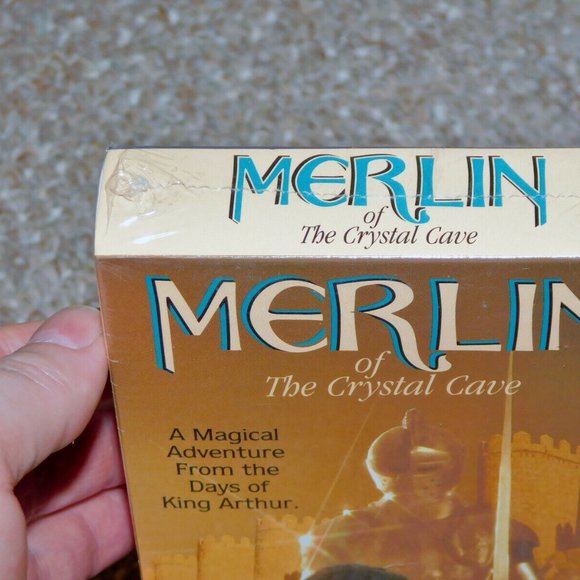 MERLIN
of
The Crystal Cave
MERLIN
of
The Crystal Cave
A Magical
Adventure
From the
Days of
King Arthur.